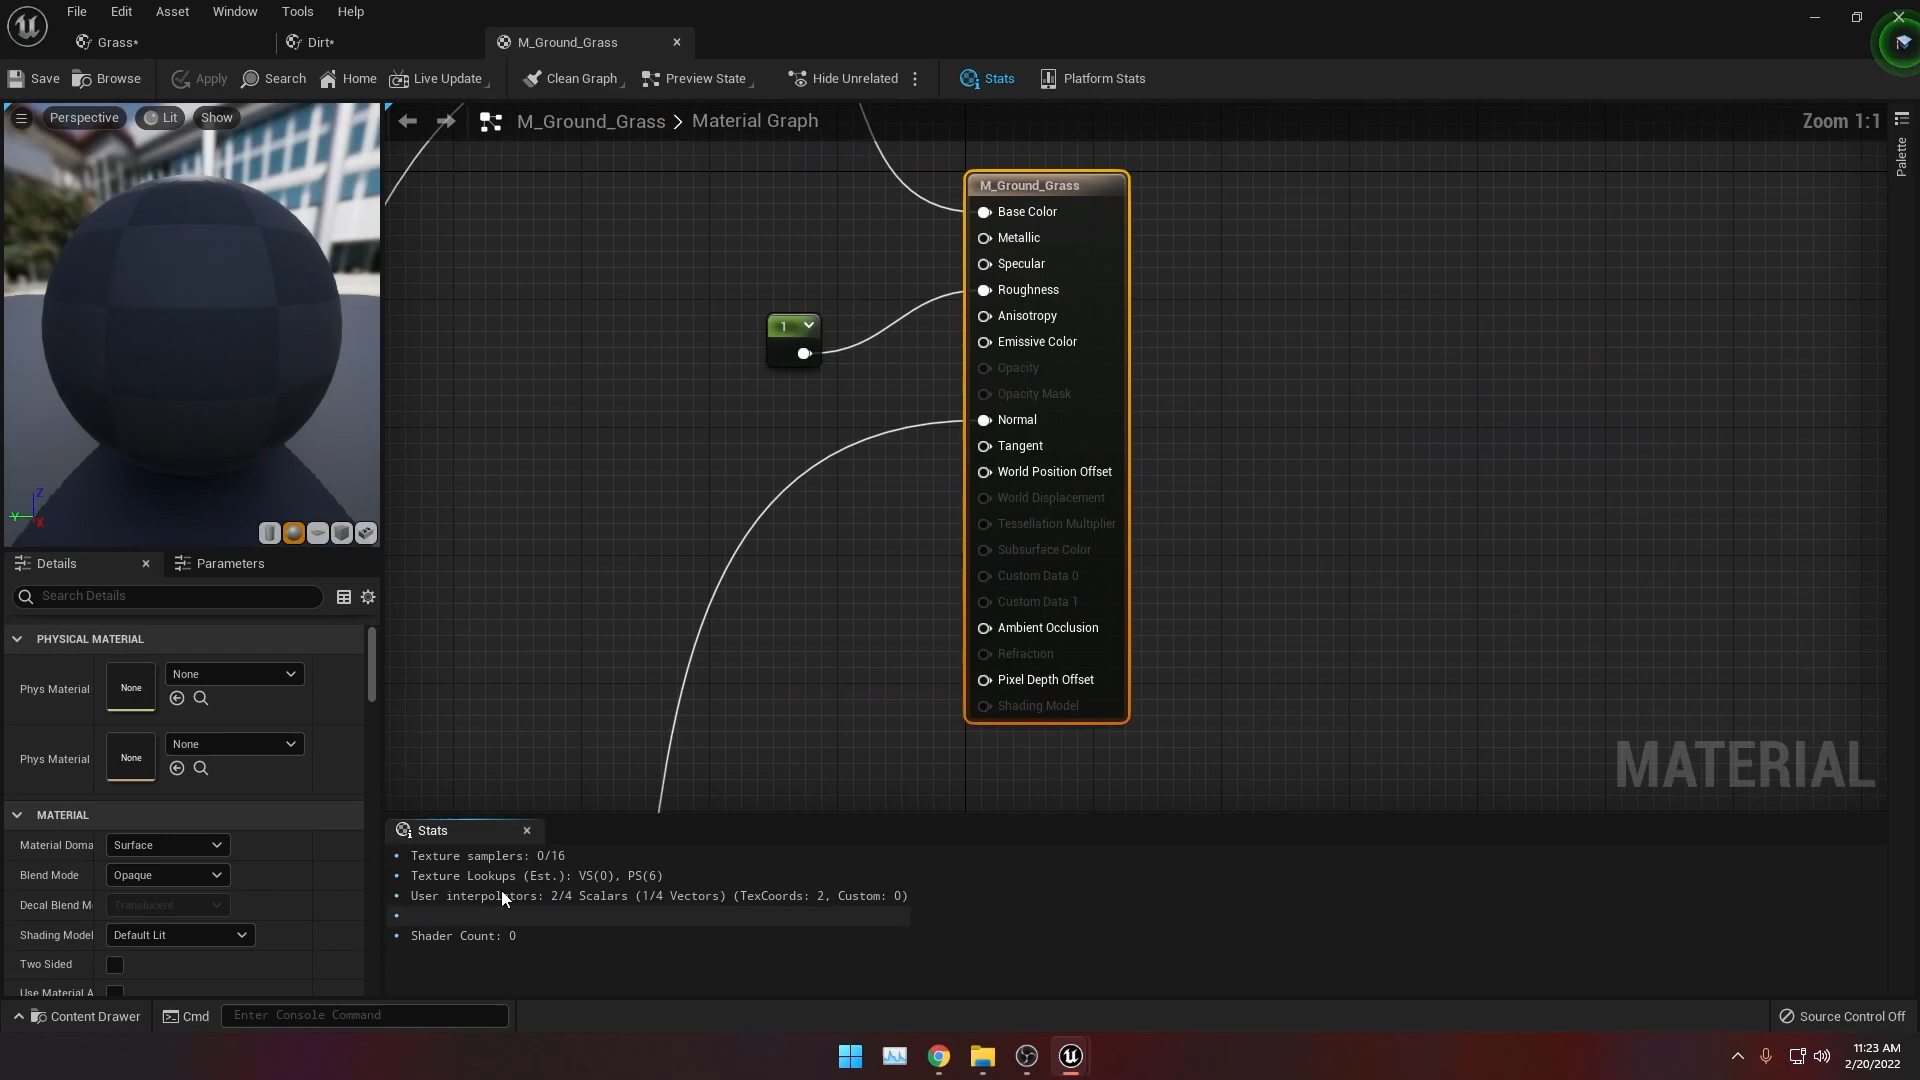 File Edit Asset Window Tools Help
Grass*
Dirt*
M_Ground_Grass
Save
Browse
Apply
Search
Home
Live Update
Clean Graph
Preview State
Hide Unrelated
Stats
Platform Stats
Perspective
Lit
Show
M_Ground_Grass
Material Graph
Zoom 1:1
Palette
M_Ground_Grass
Base Color
Metallic
Specular
Roughness
Anisotropy
Emissive Color
Opacity
Opacity Mask
Normal
Tangent
World Position Offset
World Displacement
Tessellation Multiplier
Subsurface Color
Custom Data 0
Custom Data 1
Ambient Occlusion
Refraction
Pixel Depth Offset
Shading Model
1
MATERIAL
Z
Y
X
Details
Parameters
Search Details
PHYSICAL MATERIAL
Phys Material
None
None
Phys Material
None
None
MATERIAL
Material Doma
Surface
Blend Mode
Opaque
Decal Blend M
Translucent
Shading Model
Default Lit
Two Sided
Use Material A
Stats
Texture samplers: 0/16
Texture Lookups (Est.): VS(0), PS(6)
User interpolators: 2/4 Scalars (1/4 Vectors) (TexCoords: 2, Custom: 0)
Shader Count: 0
Content Drawer
Cmd
Enter Console Command
Source Control Off
11:23 AM
2/20/2022